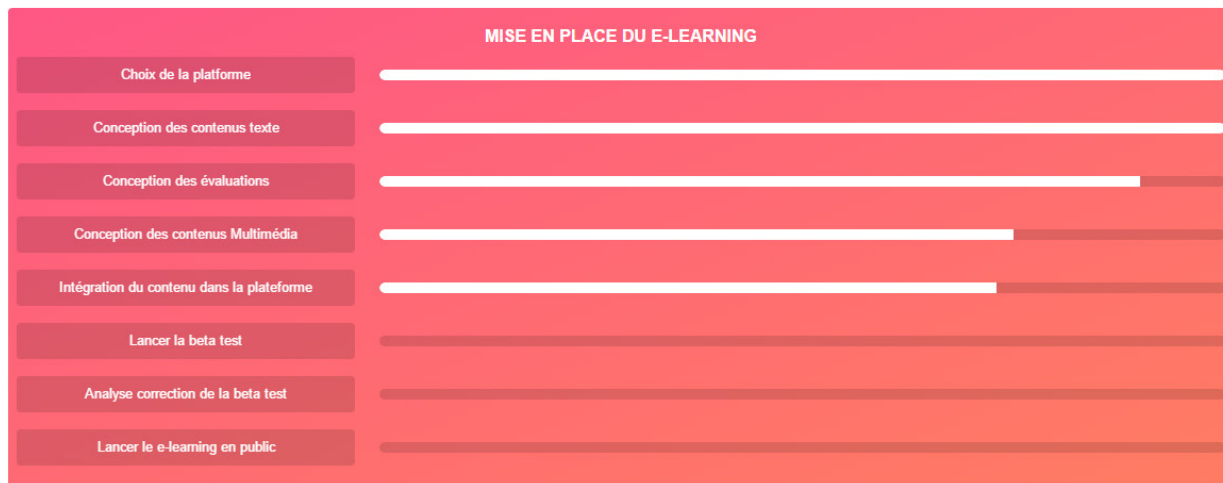 MISE EN PLACE DU E-LEARNING
Choix de la platforme
Conception des contenus texte
Conception des évaluations
Conception des contenus Multimédia
Intégration du contenu dans la plateforme
Lancer la beta test
Analyse correction de la beta test
Lancer le e-learning en public